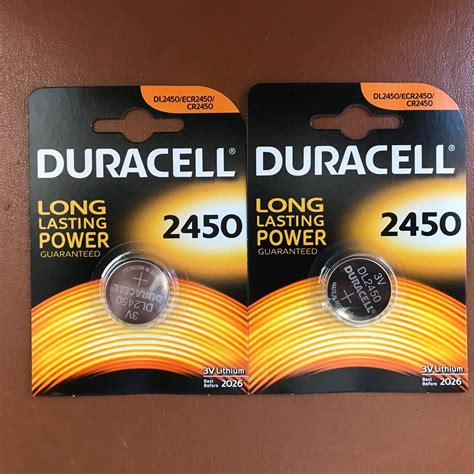 DL2450/ECR2450/
CR2450
DURACELL®
LONG
LASTING
POWER
GUARANTEED
2450
DURACELL
DL2450
3V
3V Lithium
Best
Before 2026
DL2450/ECR2450/
CR2450
DURACELL®
LONG
LASTING
POWER
GUARANTEED
2450
3V
DL2450
DURACELL
3V Lithium
Best
Before 2026